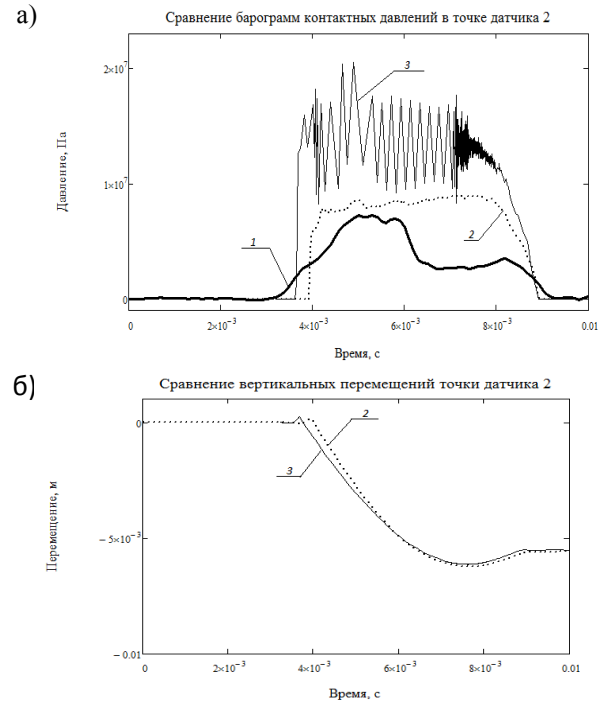 а)
Сравнение барограмм контактных давлений в точке датчика 2
2×10⁷
3
Давление, Па
1×10⁷
1
2
0
0
2×10⁻³
4×10⁻³
6×10⁻³
8×10⁻³
0.01
Время, с
б)
Сравнение вертикальных перемещений точки датчика 2
0
2
3
Перемещение, м
− 5×10⁻³
− 0.01
0
2×10⁻³
4×10⁻³
6×10⁻³
8×10⁻³
0.01
Время, с